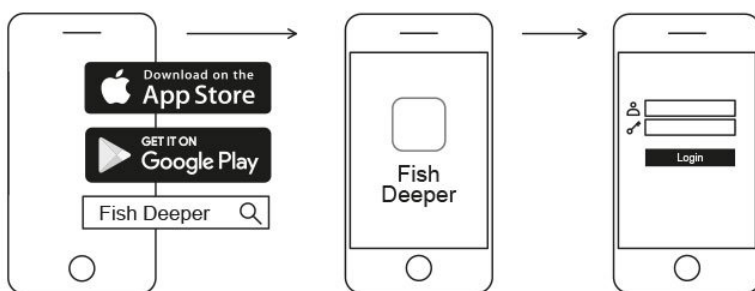 Download on the
App Store
GET IT ON
Google Play
Fish Deeper
Fish
Deeper
Login